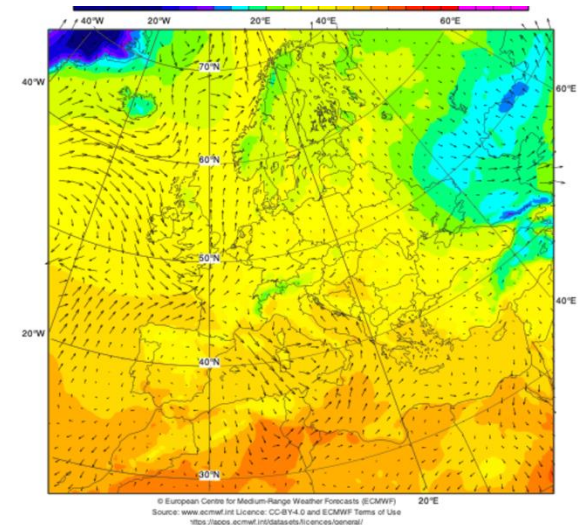 40°W 20°W 20°E 40°E 60°E
70°N
40°W
60°E
60°N
50°N
40°E
20°W
40°N
30°N
20°E
© European Centre for Medium-Range Weather Forecasts (ECMWF)
Source: www.ecmwf.int Licence: CC-BY-4.0 and ECMWF Terms of Use
https://apps.ecmwf.int/datasets/licences/general/